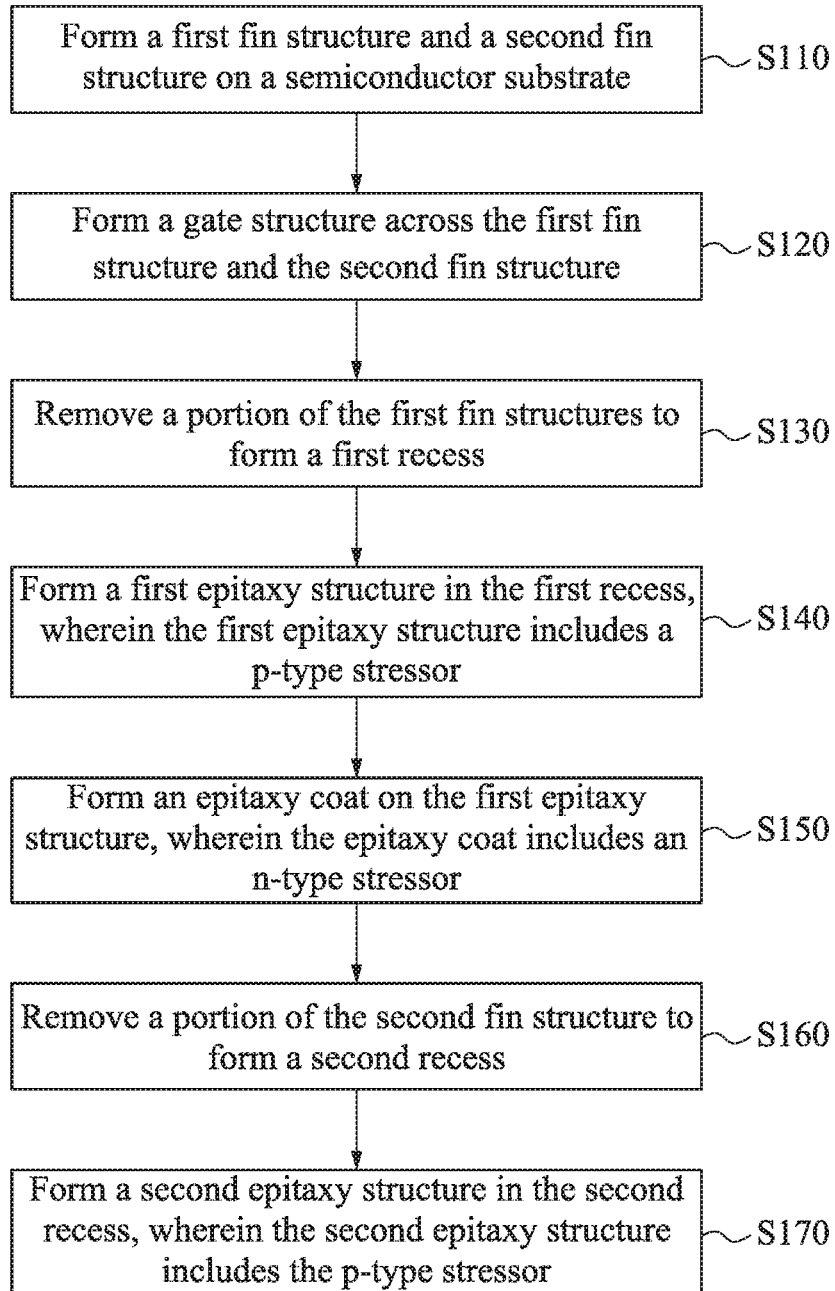 Form a first fin structure and a second fin
structure on a semiconductor substrate
S110
Form a gate structure across the first fin
structure and the second fin structure
S120
Remove a portion of the first fin structures to
form a first recess
S130
Form a first epitaxy structure in the first recess,
wherein the first epitaxy structure includes a
p-type stressor
S140
Form an epitaxy coat on the first epitaxy
structure, wherein the epitaxy coat includes an
n-type stressor
S150
Remove a portion of the second fin structure to
form a second recess
S160
Form a second epitaxy structure in the second
recess, wherein the second epitaxy structure
includes the p-type stressor
S170